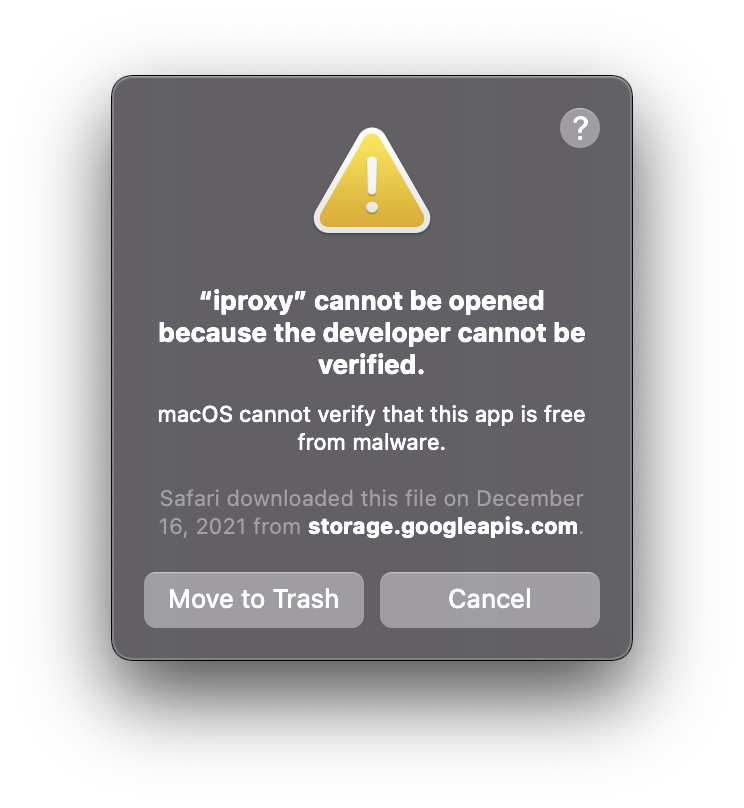 ?
“iproxy” cannot be opened
because the developer cannot be
verified.
macOS cannot verify that this app is free
from malware.
Safari downloaded this file on December
16, 2021 from storage.googleapis.com.
Move to Trash
Cancel